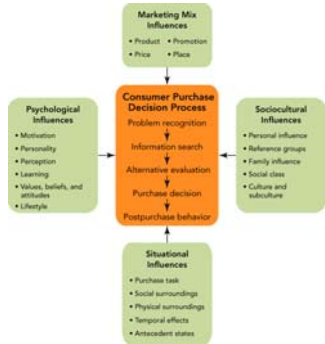 Marketing Mix
Influences
• Product • Promotion
• Price • Place
Psychological
Influences
• Motivation
• Personality
• Perception
• Learning
• Values, beliefs, and
attitudes
• Lifestyle
Consumer Purchase
Decision Process
Problem recognition
Information search
Alternative evaluation
Purchase decision
Postpurchase behavior
Sociocultural
Influences
• Personal influence
• Reference groups
• Family influence
• Social class
• Culture and
subculture
Situational
Influences
• Purchase task
• Social surroundings
• Physical surroundings
• Temporal effects
• Antecedent states